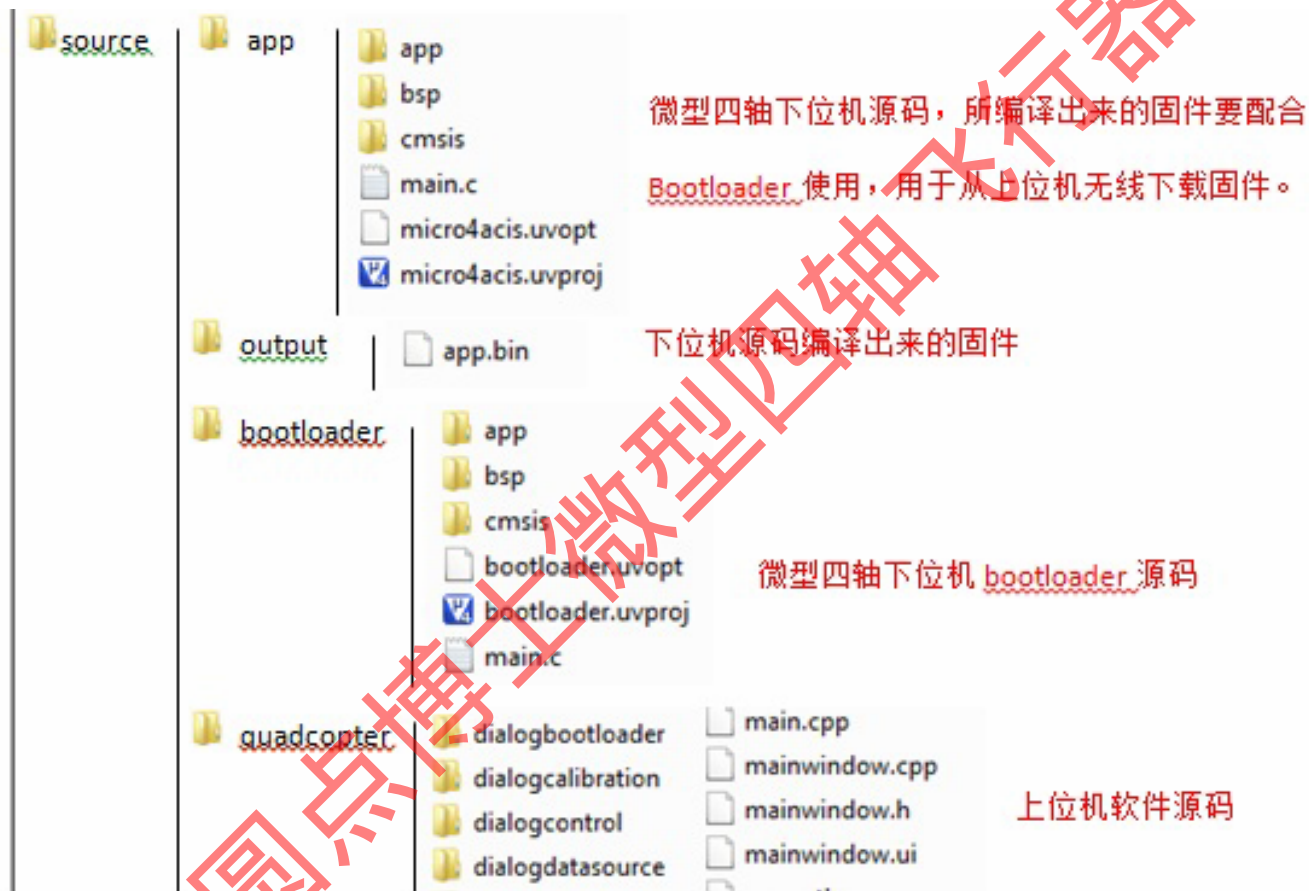 source
app
app
bsp
cmsis
main.c
micro4acis.uvopt
micro4acis.uvproj
微型四轴下位机源码，所编译出来的固件要配合
Bootloader 使用，用于从上位机无线下载固件。
output
app.bin
下位机源码编译出来的固件
bootloader
app
bsp
cmsis
bootloader.uvopt
bootloader.uvproj
main.c
微型四轴下位机 bootloader 源码
quadcopter
dialogbootloader
dialogcalibration
dialogcontrol
dialogdatasource
main.cpp
mainwindow.cpp
mainwindow.h
mainwindow.ui
上位机软件源码
圆点博士微型四轴 飞行器